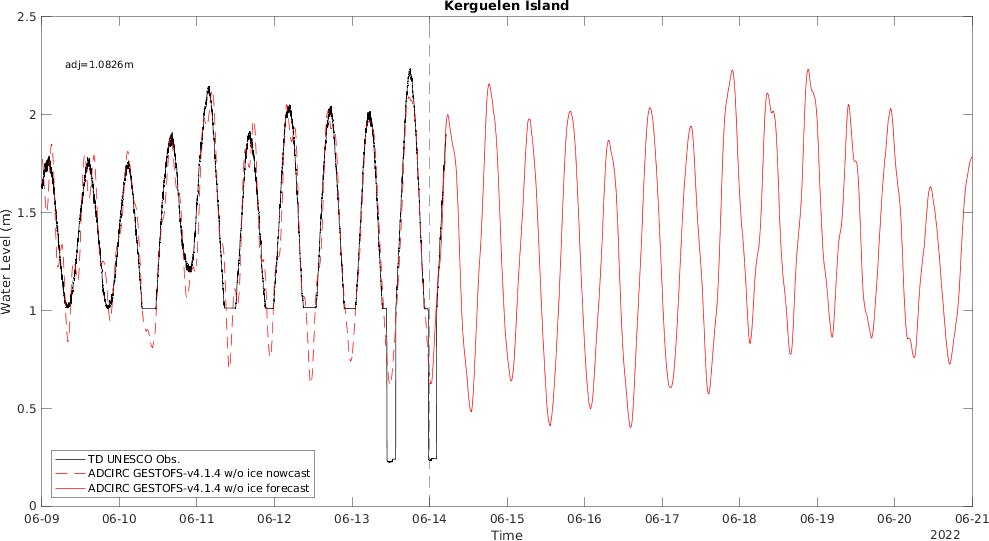 Kerguelen Island
2.5
adj=1.0826m
2
1.5
Water Level (m)
1
0.5
TD UNESCO Obs.
ADCIRC GESTOFS-v4.1.4 w/o ice nowcast
ADCIRC GESTOFS-v4.1.4 w/o ice forecast
0
06-09 06-10 06-11 06-12 06-13 06-14 06-15 06-16 06-17 06-18 06-19 06-20 06-21
Time
2022